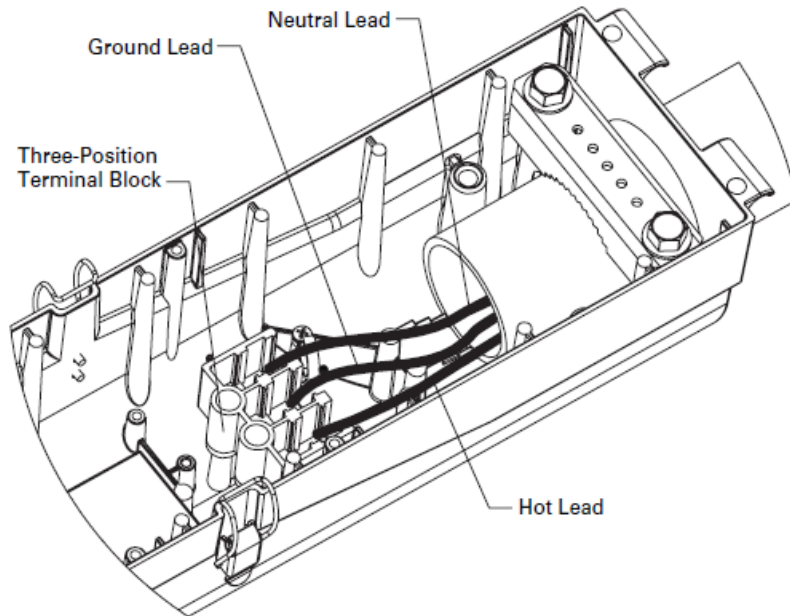 Neutral Lead
Ground Lead
Three-Position
Terminal Block
Hot Lead